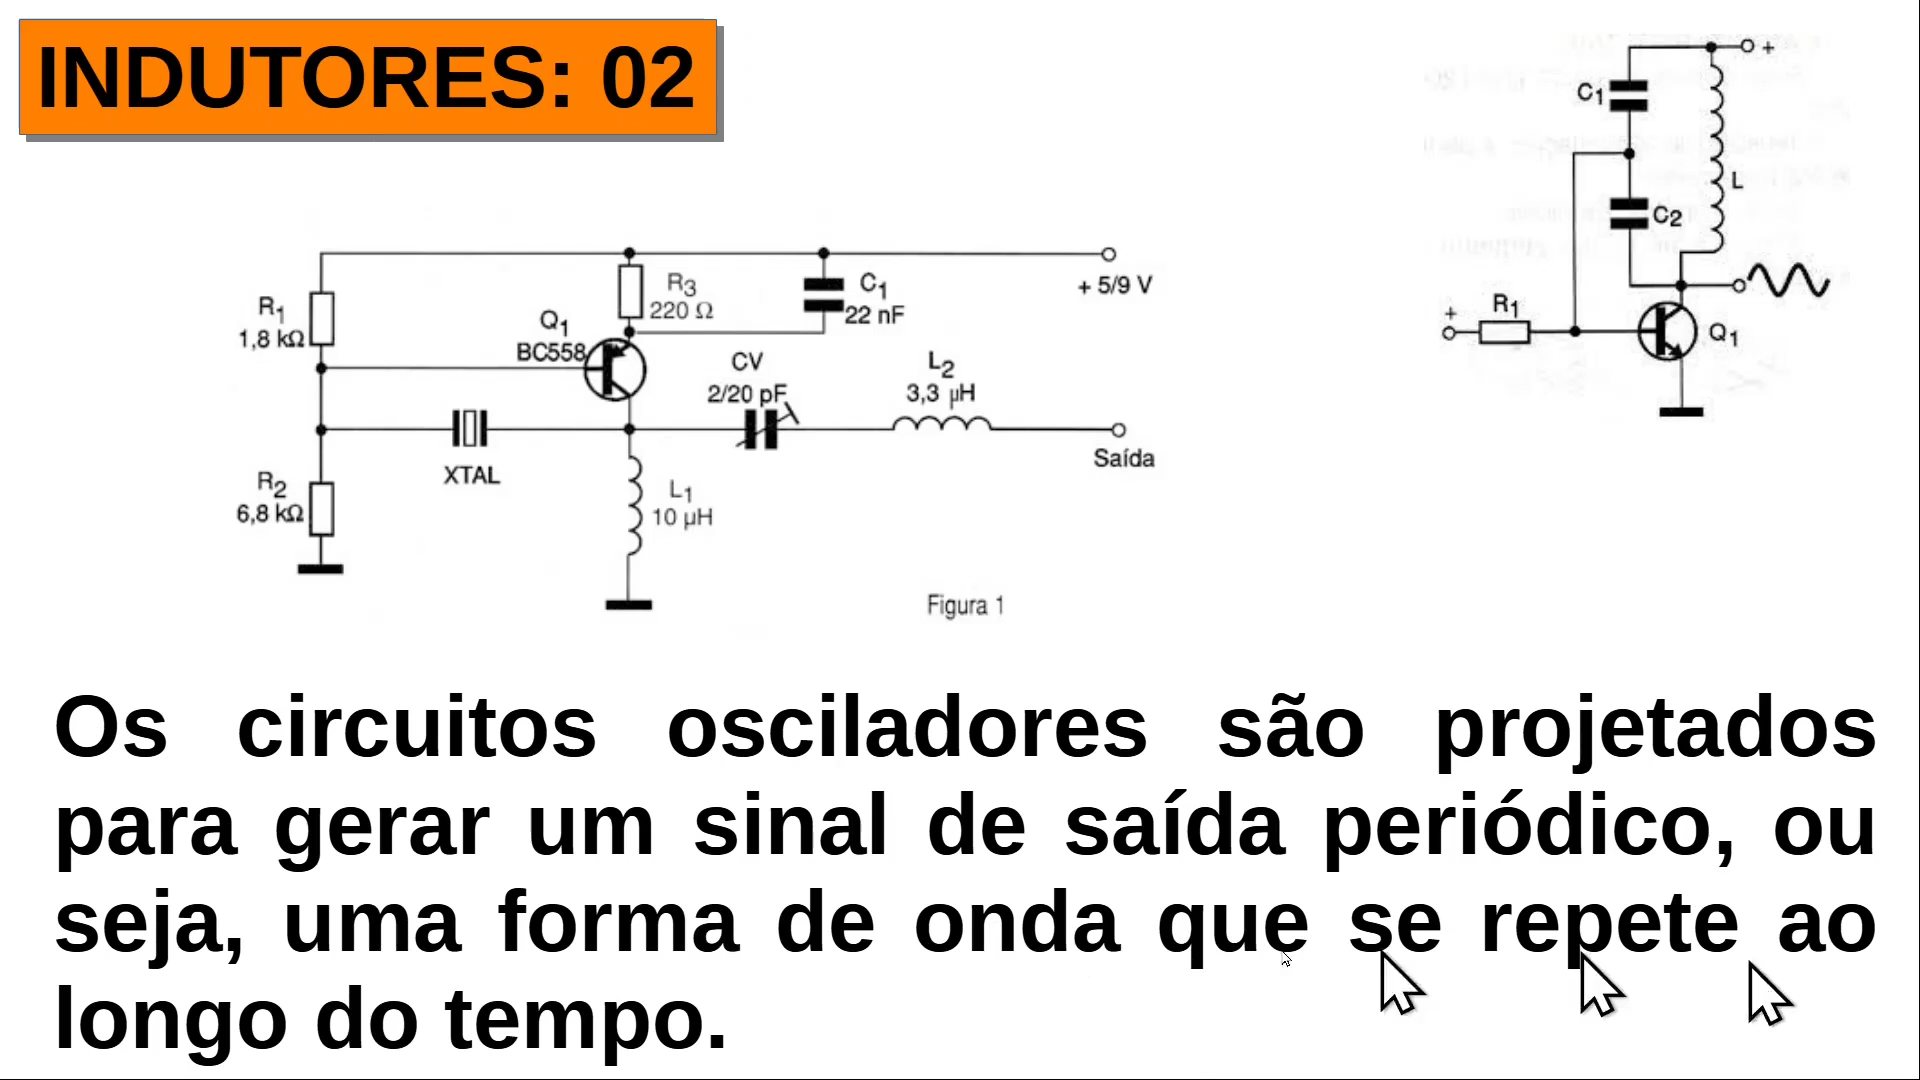 INDUTORES: 02
+
C1
L
C2
+
R1
Q1
R1
1,8 kΩ
Q1
BC558
R3
220 Ω
C1
22 nF
+ 5/9 V
CV
2/20 pF
L2
3,3 µH
Saída
XTAL
R2
6,8 kΩ
L1
10 µH
Figura 1
Os circuitos osciladores são projetados
para gerar um sinal de saída periódico, ou
seja, uma forma de onda que se repete ao
longo do tempo.